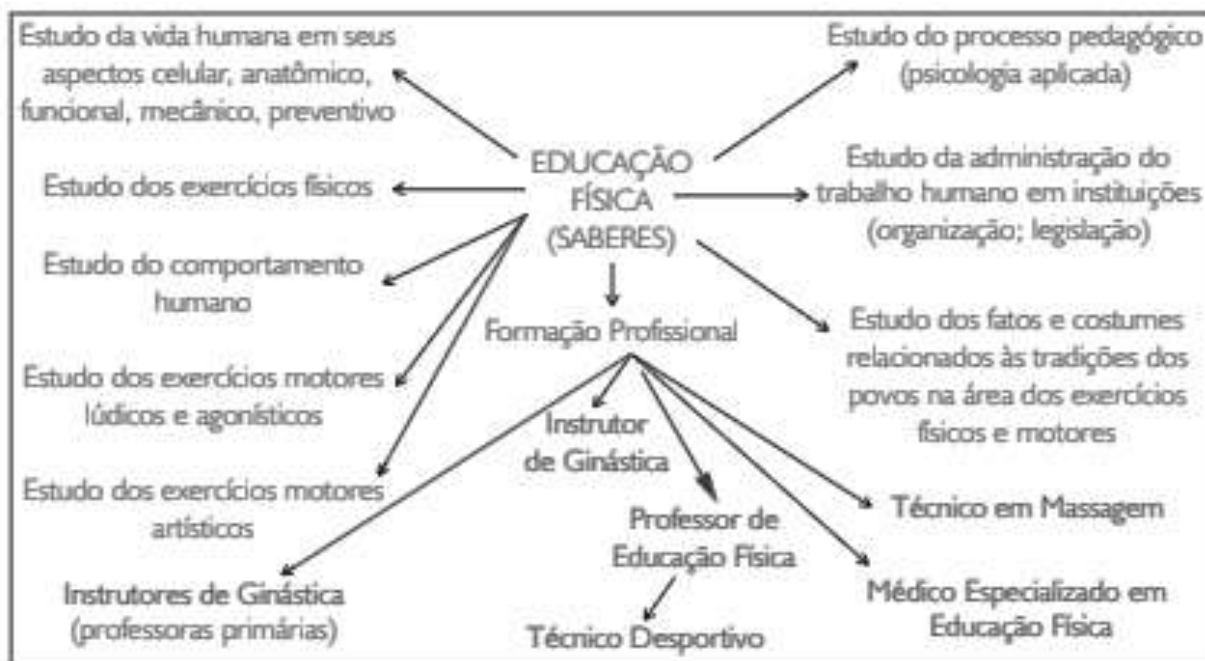 Estudo da vida humana em seus
aspectos celular, anatômico,
funcional, mecânico, preventivo
Estudo do processo pedagógico
(psicologia aplicada)
EDUCAÇÃO
FÍSICA
(SABERES)
Estudo dos exercícios físicos
Estudo da administração do
trabalho humano em instituições
(organização; legislação)
Estudo do comportamento
humano
Formação Profissional
Estudo dos fatos e costumes
relacionados às tradições dos
povos na área dos exercícios
físicos e motores
Estudo dos exercícios motores
lúdicos e agonísticos
Instrutor
de Ginástica
Estudo dos exercícios motores
artísticos
Professor de
Educação Física
Técnico em Massagem
Instrutores de Ginástica
(professoras primárias)
Técnico Desportivo
Médico Especializado em
Educação Física